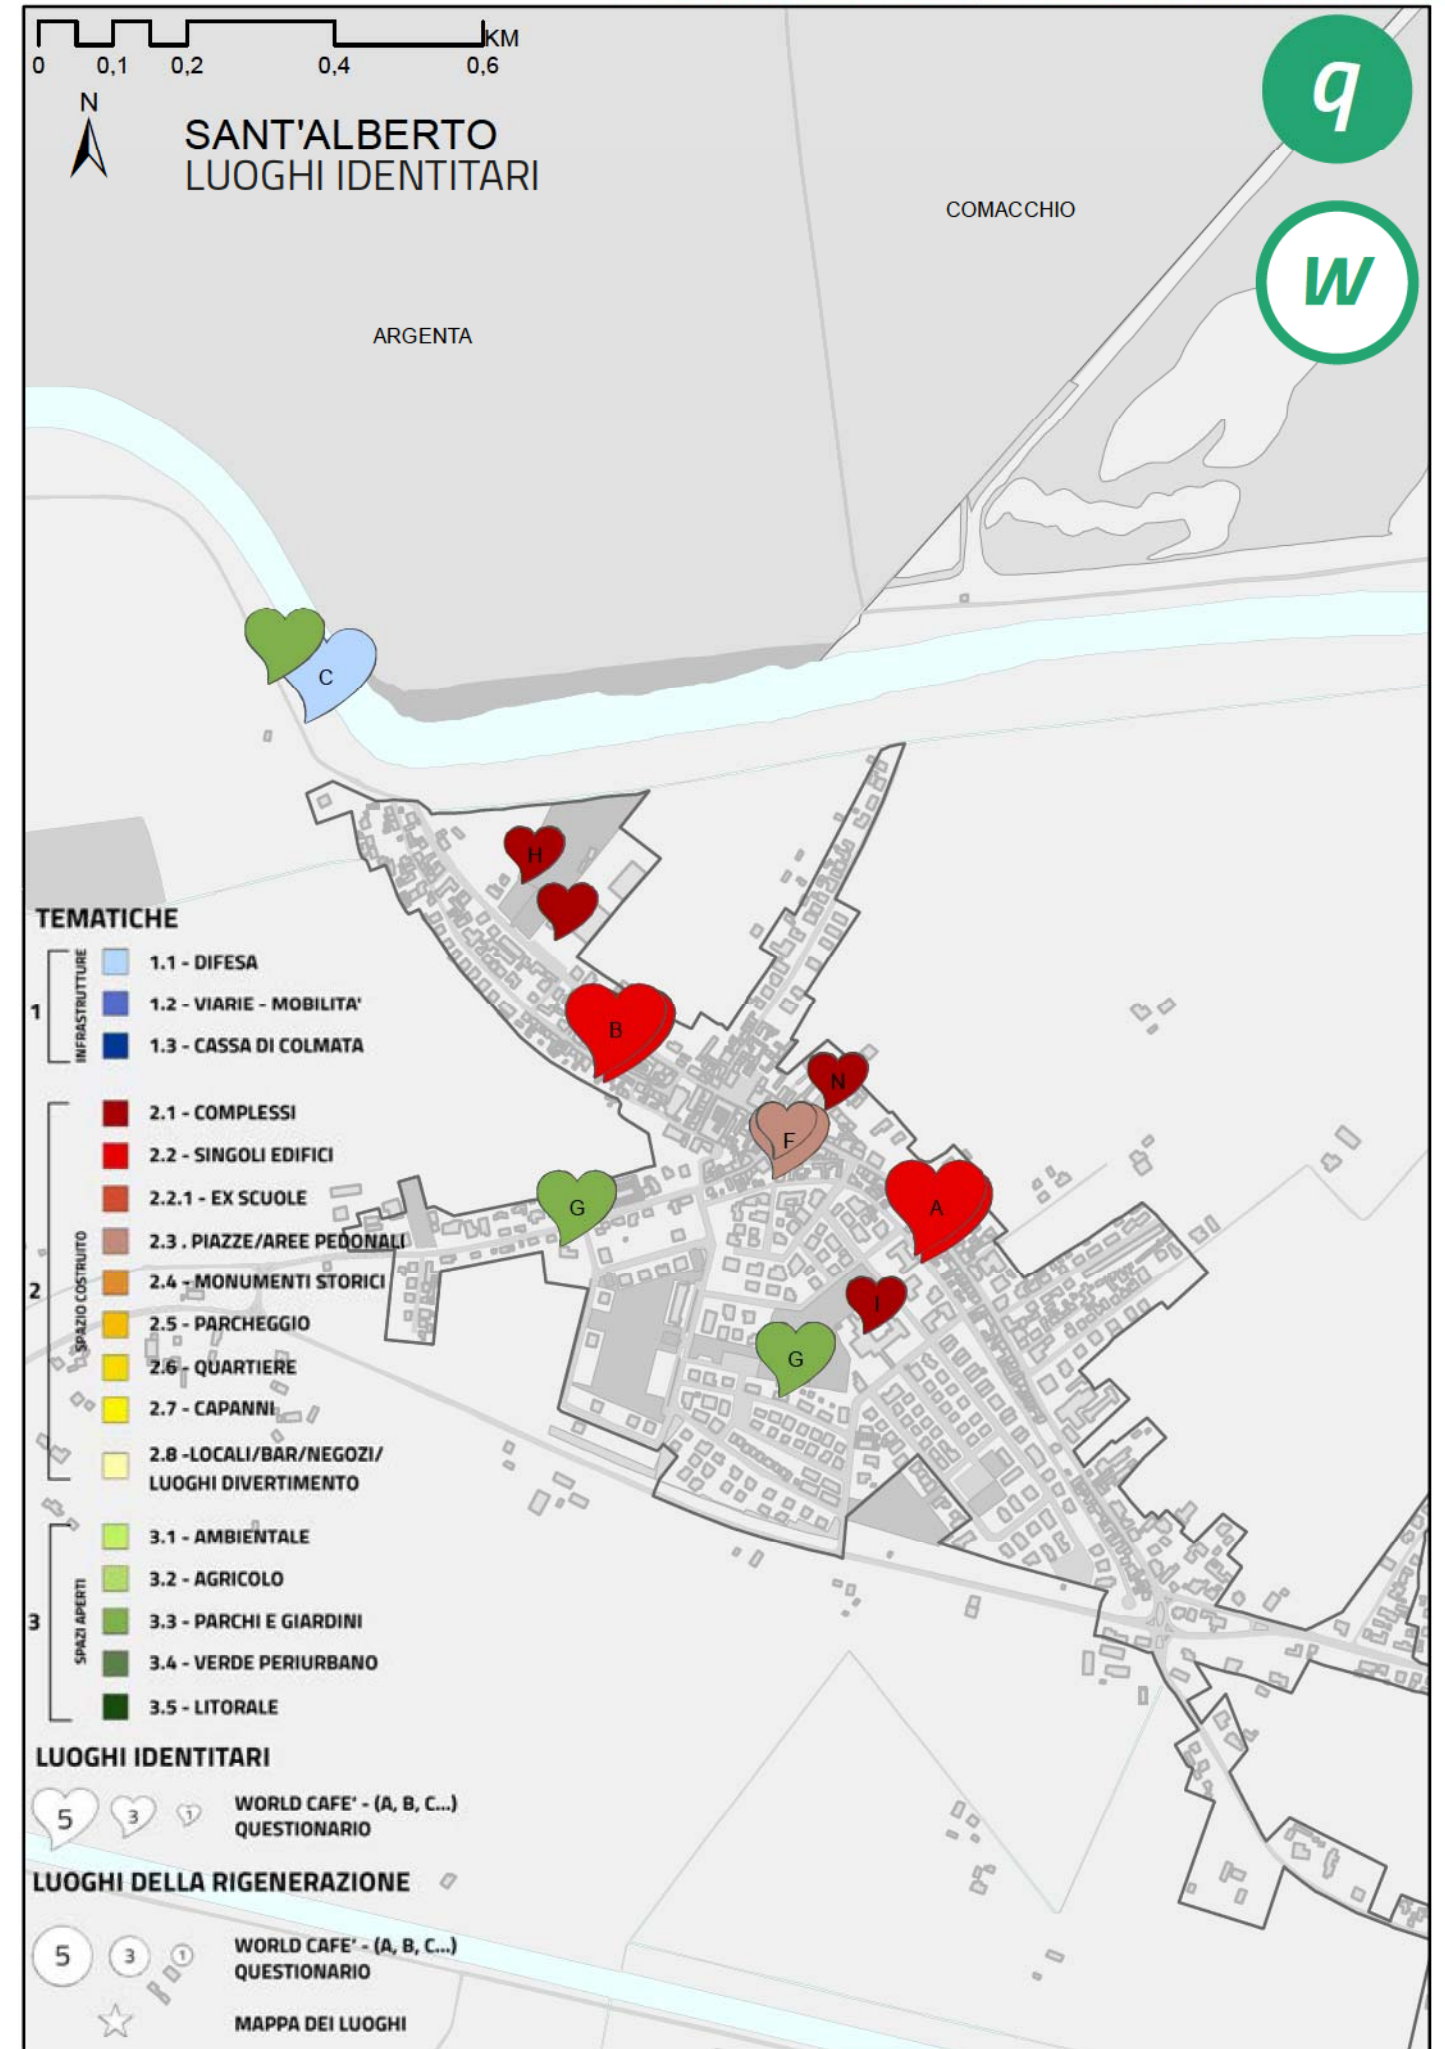 KM
0 0,1 0,2 0,4 0,6
N
SANT'ALBERTO
LUOGHI IDENTITARI
q
w
COMACCHIO
ARGENTA
C
H
B
N
F
G
A
I
G
TEMATICHE
1
INFRASTRUTTURE
1.1 - DIFESA
1.2 - VIARIE - MOBILITA'
1.3 - CASSA DI COLMATA
2
SPAZIO COSTRUITO
2.1 - COMPLESSI
2.2 - SINGOLI EDIFICI
2.2.1 - EX SCUOLE
2.3 . PIAZZE/AREE PEDONALI
2.4 - MONUMENTI STORICI
2.5 - PARCHEGGIO
2.6 - QUARTIERE
2.7 - CAPANNI
2.8 -LOCALI/BAR/NEGOZI/
LUOGHI DIVERTIMENTO
3
SPAZI APERTI
3.1 - AMBIENTALE
3.2 - AGRICOLO
3.3 - PARCHI E GIARDINI
3.4 - VERDE PERIURBANO
3.5 - LITORALE
LUOGHI IDENTITARI
5 3 1
WORLD CAFE' - (A, B, C...)
QUESTIONARIO
LUOGHI DELLA RIGENERAZIONE
5 3 1
WORLD CAFE' - (A, B, C...)
QUESTIONARIO
MAPPA DEI LUOGHI